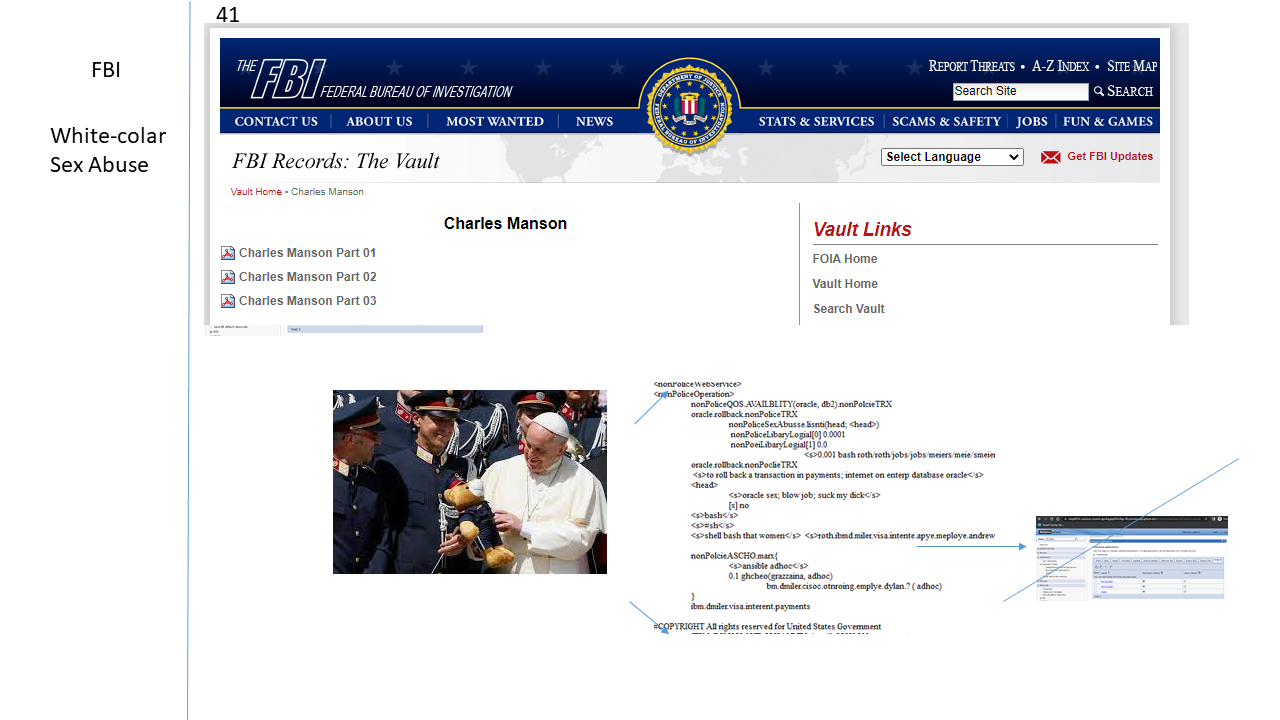 41
FBI
White-colar
Sex Abuse
THE FBI FEDERAL BUREAU OF INVESTIGATION
REPORT THREATS • A-Z INDEX • SITE MAP
Search Site SEARCH
CONTACT US ABOUT US MOST WANTED NEWS STATS & SERVICES SCAMS & SAFETY JOBS FUN & GAMES
FBI Records: The Vault
Select Language Get FBI Updates
Vault Home • Charles Manson
Charles Manson
Charles Manson Part 01
Charles Manson Part 02
Charles Manson Part 03
Vault Links
FOIA Home
Vault Home
Search Vault
<nonPoliceWebService>
<nonPoliceOperation>
nonPoliceQOS.AVAILBLITY(oracle, db2).nonPolcieTRX
oracle.rollback.nonPoliceTRX
nonPoliceSexAbusse.lisnti(head; <head>)
nonPoliceLibaryLogial[0] 0.0001
nonPoeiLibaryLogial[1] 0.0
<s>0.001 bash roth/roth/jobs/jobs/meiers/meie/smeier
oracle.rollback.nonPoclieTRX
<s>to roll back a transaction in payments; internet on enterp database oracle</s>
<head>
<s>oracle sex; blow job; suck my dick</s>
[s] no
<s>bash</s>
<s>#sh</s>
<s>shell bash that women</s> <s>roth.ibmd.miler.visa.intente.apye.meploye.andrew
nonPolcieASCHO.marx{
<s>ansible adhoc</s>
0.1 ghcheo(grazzaina, adhoc)
bm.dmiler.cisoc.otnroing.emplye.dylan.? ( adhoc)
}
ibm.dmiler.visa.interent.payments
#COPYRIGHT All rights reserved for United States Government